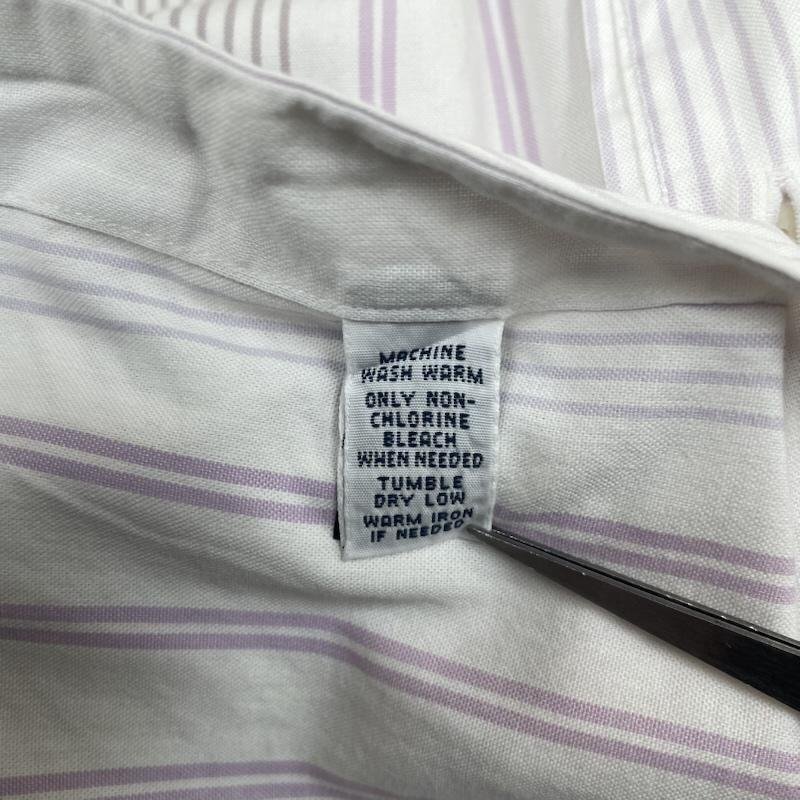 MACHINE
WASH WARM
ONLY NON-
CHLORINE
BLEACH
WHEN NEEDED
TUMBLE
DRY LOW
WARM IRON
IF NEEDED